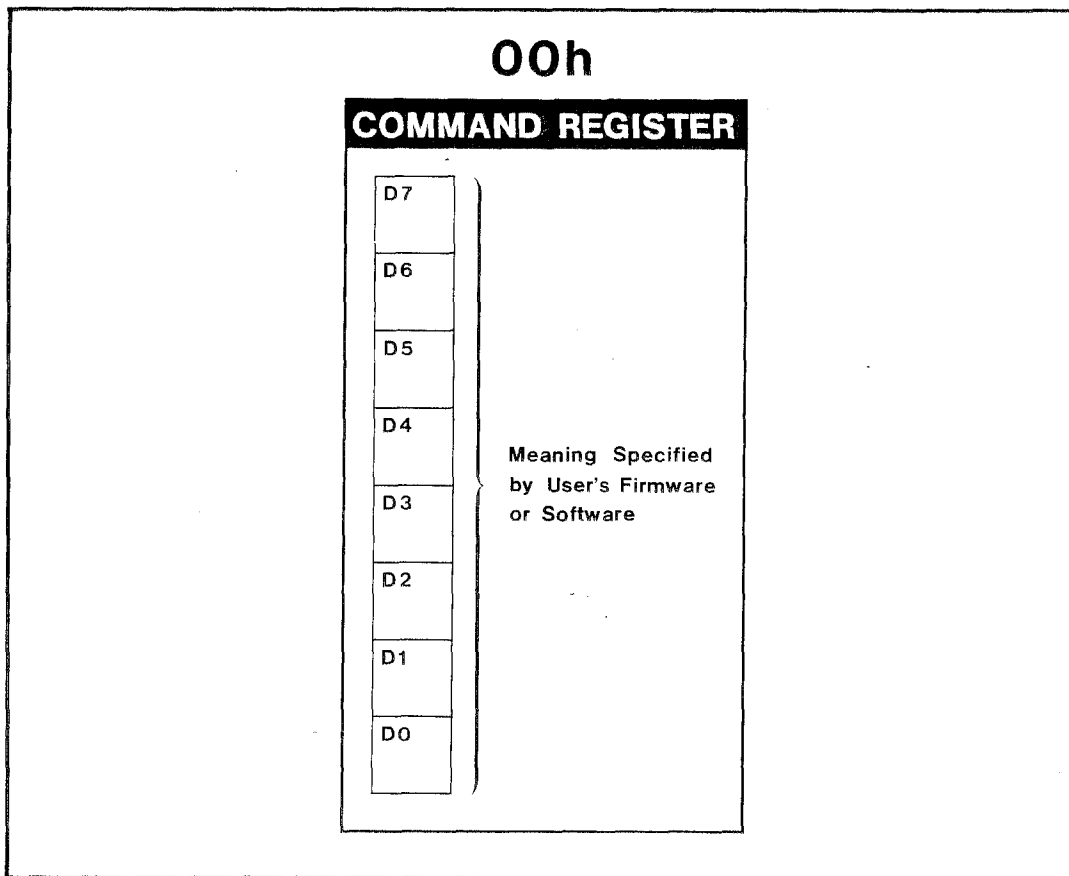 00h
COMMAND REGISTER
D7
D6
D5
D4
D3
D2
D1
D0
Meaning Specified
by User's Firmware
or Software